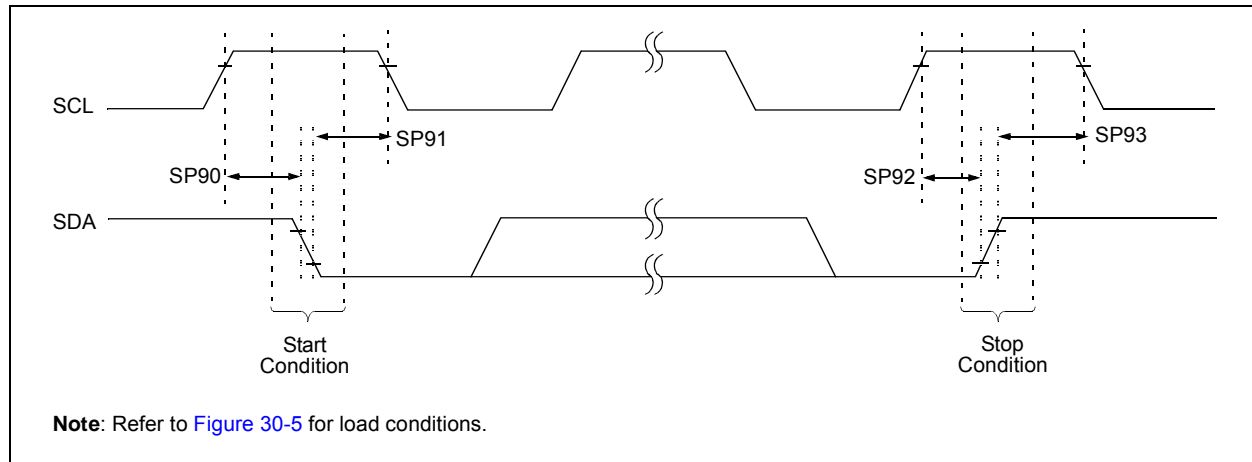 SCL
SP91
SP93
SP90
SP92
SDA
Start
Condition
Stop
Condition
Note: Refer to Figure 30-5 for load conditions.